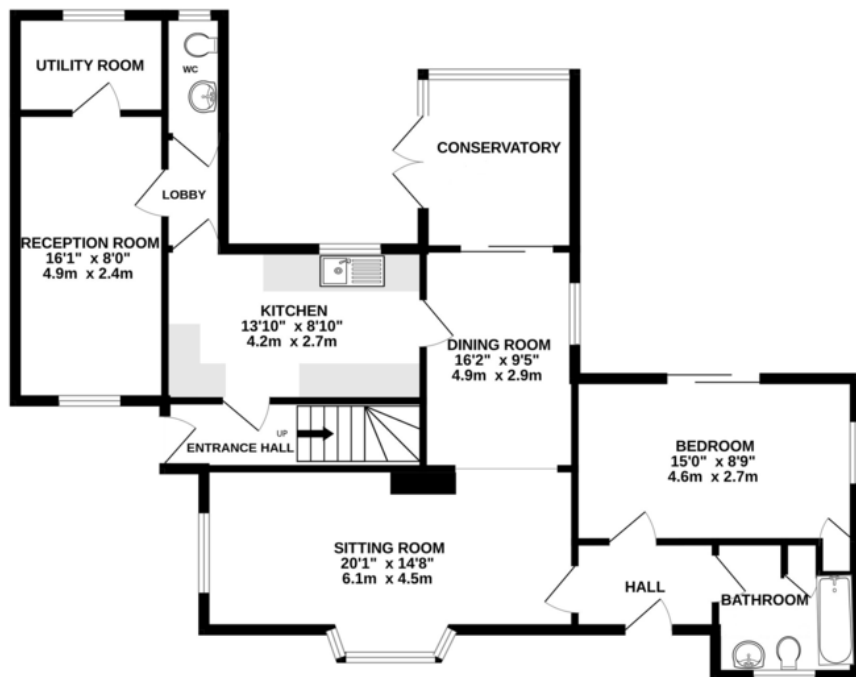 UTILITY ROOM
WC
LOBBY
RECEPTION ROOM
16'1" x 8'0"
4.9m x 2.4m
CONSERVATORY
KITCHEN
13'10" x 8'10"
4.2m x 2.7m
DINING ROOM
16'2" x 9'5"
4.9m x 2.9m
ENTRANCE HALL
UP
BEDROOM
15'0" x 8'9"
4.6m x 2.7m
SITTING ROOM
20'1" x 14'8"
6.1m x 4.5m
HALL
BATHROOM